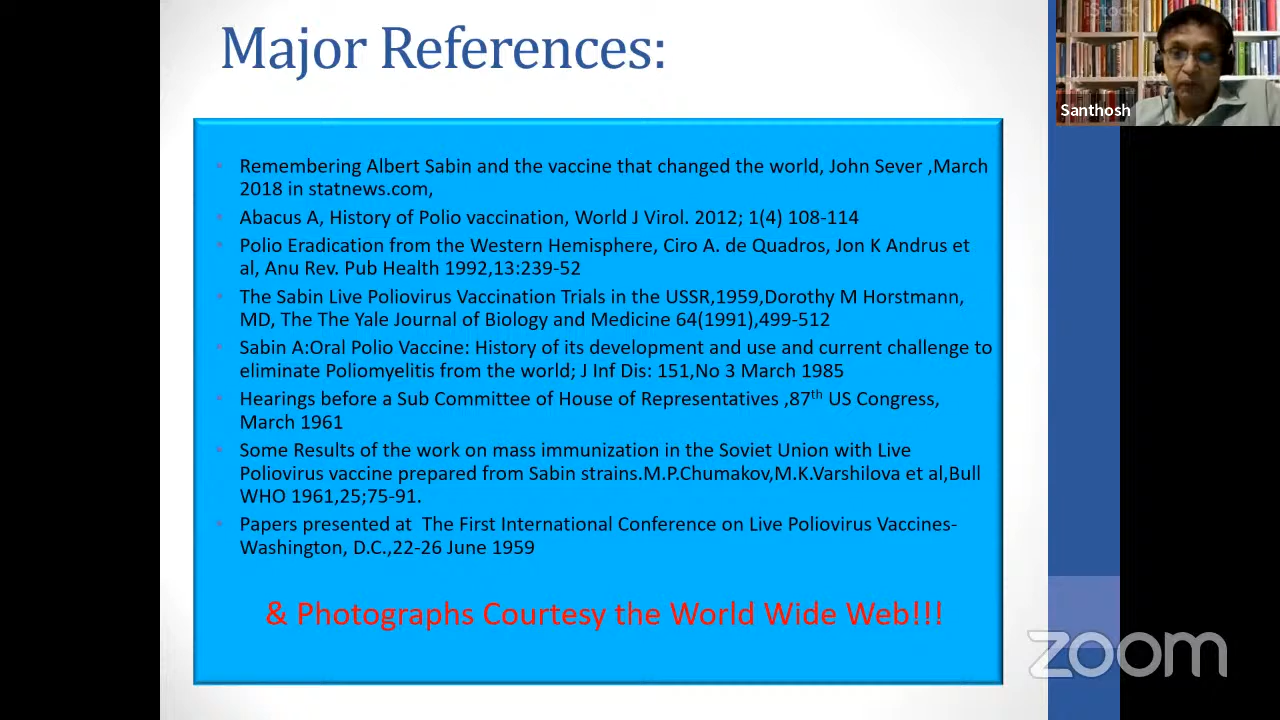 Major References:
Remembering Albert Sabin and the vaccine that changed the world, John Sever ,March
2018 in statnews.com,
Abacus A, History of Polio vaccination, World J Virol. 2012; 1(4) 108-114
Polio Eradication from the Western Hemisphere, Ciro A. de Quadros, Jon K Andrus et
al, Anu Rev. Pub Health 1992,13:239-52
The Sabin Live Poliovirus Vaccination Trials in the USSR,1959,Dorothy M Horstmann,
MD, The The Yale Journal of Biology and Medicine 64(1991),499-512
Sabin A:Oral Polio Vaccine: History of its development and use and current challenge to
eliminate Poliomyelitis from the world; J Inf Dis: 151,No 3 March 1985
Hearings before a Sub Committee of House of Representatives ,87th US Congress,
March 1961
Some Results of the work on mass immunization in the Soviet Union with Live
Poliovirus vaccine prepared from Sabin strains.M.P.Chumakov,M.K.Varshilova et al,Bull
WHO 1961,25;75-91.
Papers presented at The First International Conference on Live Poliovirus Vaccines-
Washington, D.C.,22-26 June 1959
& Photographs Courtesy the World Wide Web!!!
iStock
Santhosh
zoom